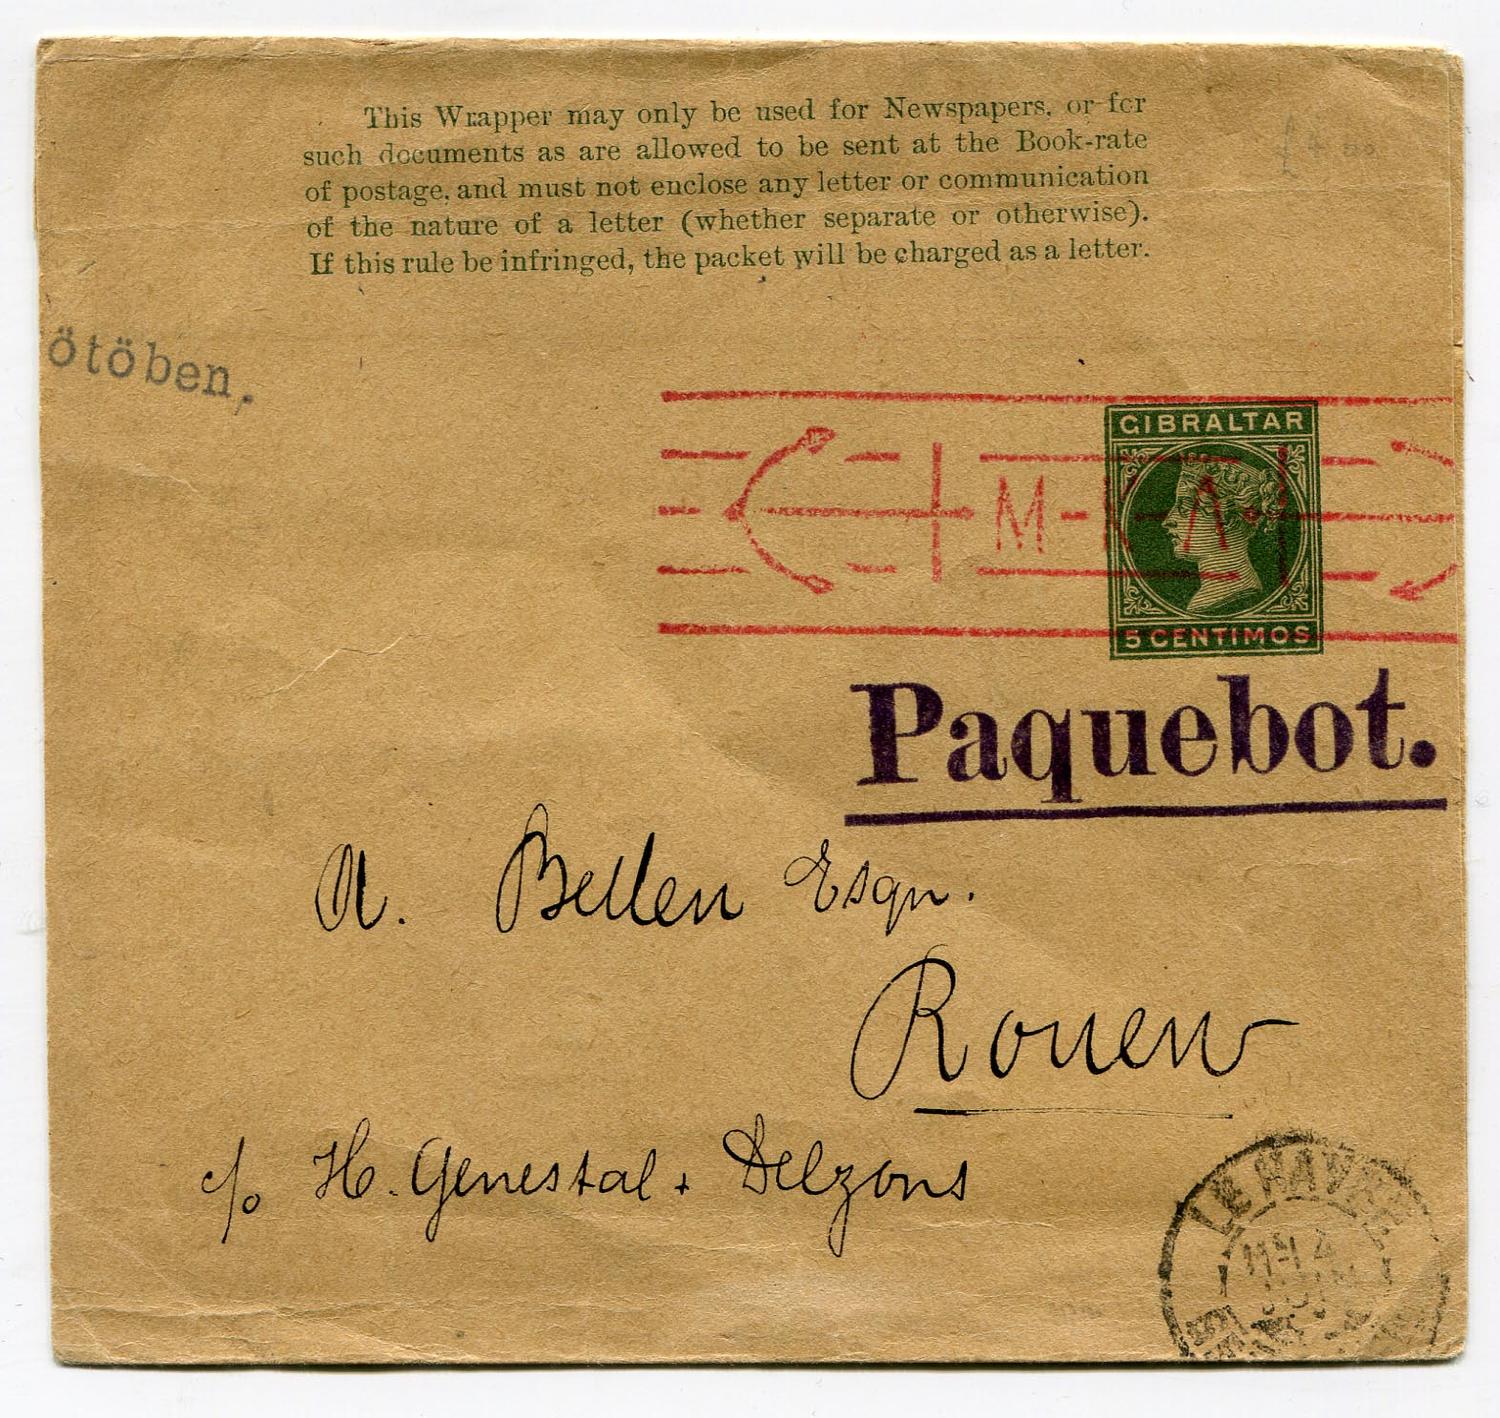 This Wrapper may only be used for Newspapers, or for
such documents as are allowed to be sent at the Book-rate
of postage, and must not enclose any letter or communication
of the nature of a letter (whether separate or otherwise).
If this rule be infringed, the packet will be charged as a letter.
ötöben,
GIBRALTAR
M-K A.
5 CENTIMOS
Paquebot.
A. Bellen Esqr.
Rouen
c/o H. Genestal + Delzons
LE HAVRE